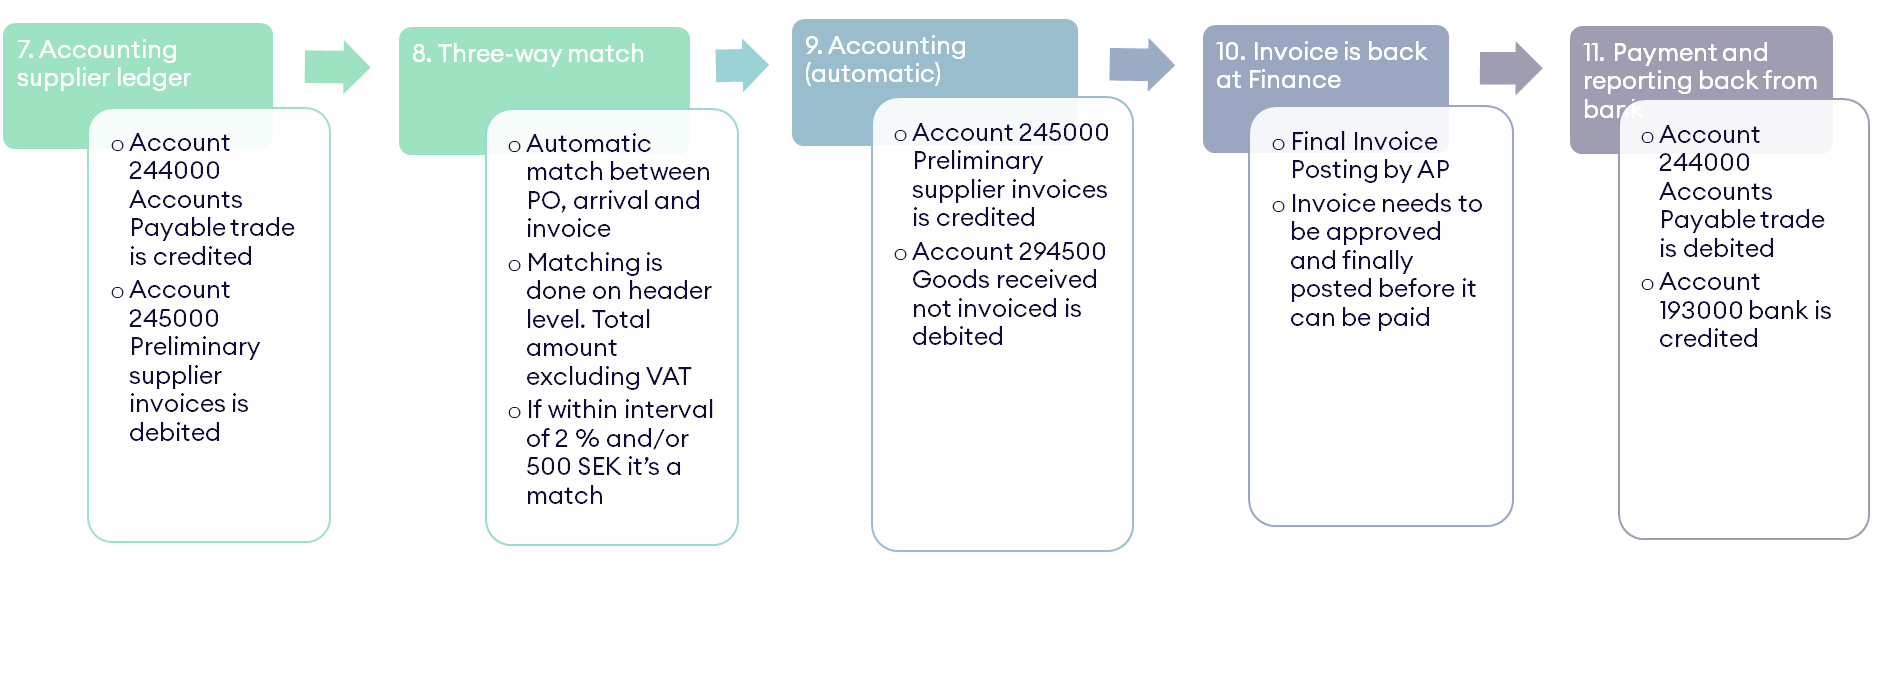 7. Accounting
supplier ledger
o Account
244000
Accounts
Payable trade
is credited
o Account
245000
Preliminary
supplier
invoices is
debited
8. Three-way match
o Automatic
match between
PO, arrival and
invoice
o Matching is
done on header
level. Total
amount
excluding VAT
o If within interval
of 2 % and/or
500 SEK it’s a
match
9. Accounting
(automatic)
o Account 245000
Preliminary
supplier invoices
is credited
o Account 294500
Goods received
not invoiced is
debited
10. Invoice is back
at Finance
o Final Invoice
Posting by AP
o Invoice needs to
be approved
and finally
posted before it
can be paid
11. Payment and
reporting back from
bank
o Account
244000
Accounts
Payable trade
is debited
o Account
193000 bank is
credited